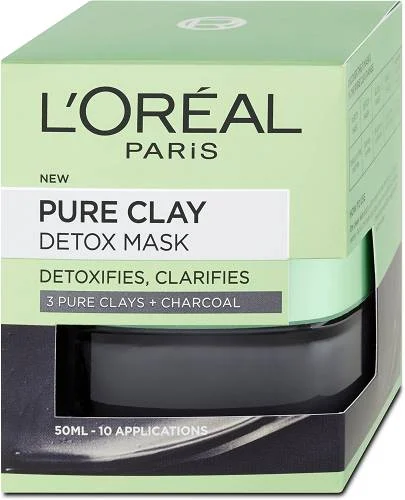 L'ORÉAL
PARiS
NEW
PURE CLAY
DETOX MASK
DETOXIFIES, CLARIFIES
3 PURE CLAYS + CHARCOAL
50ML - 10 APPLICATIONS